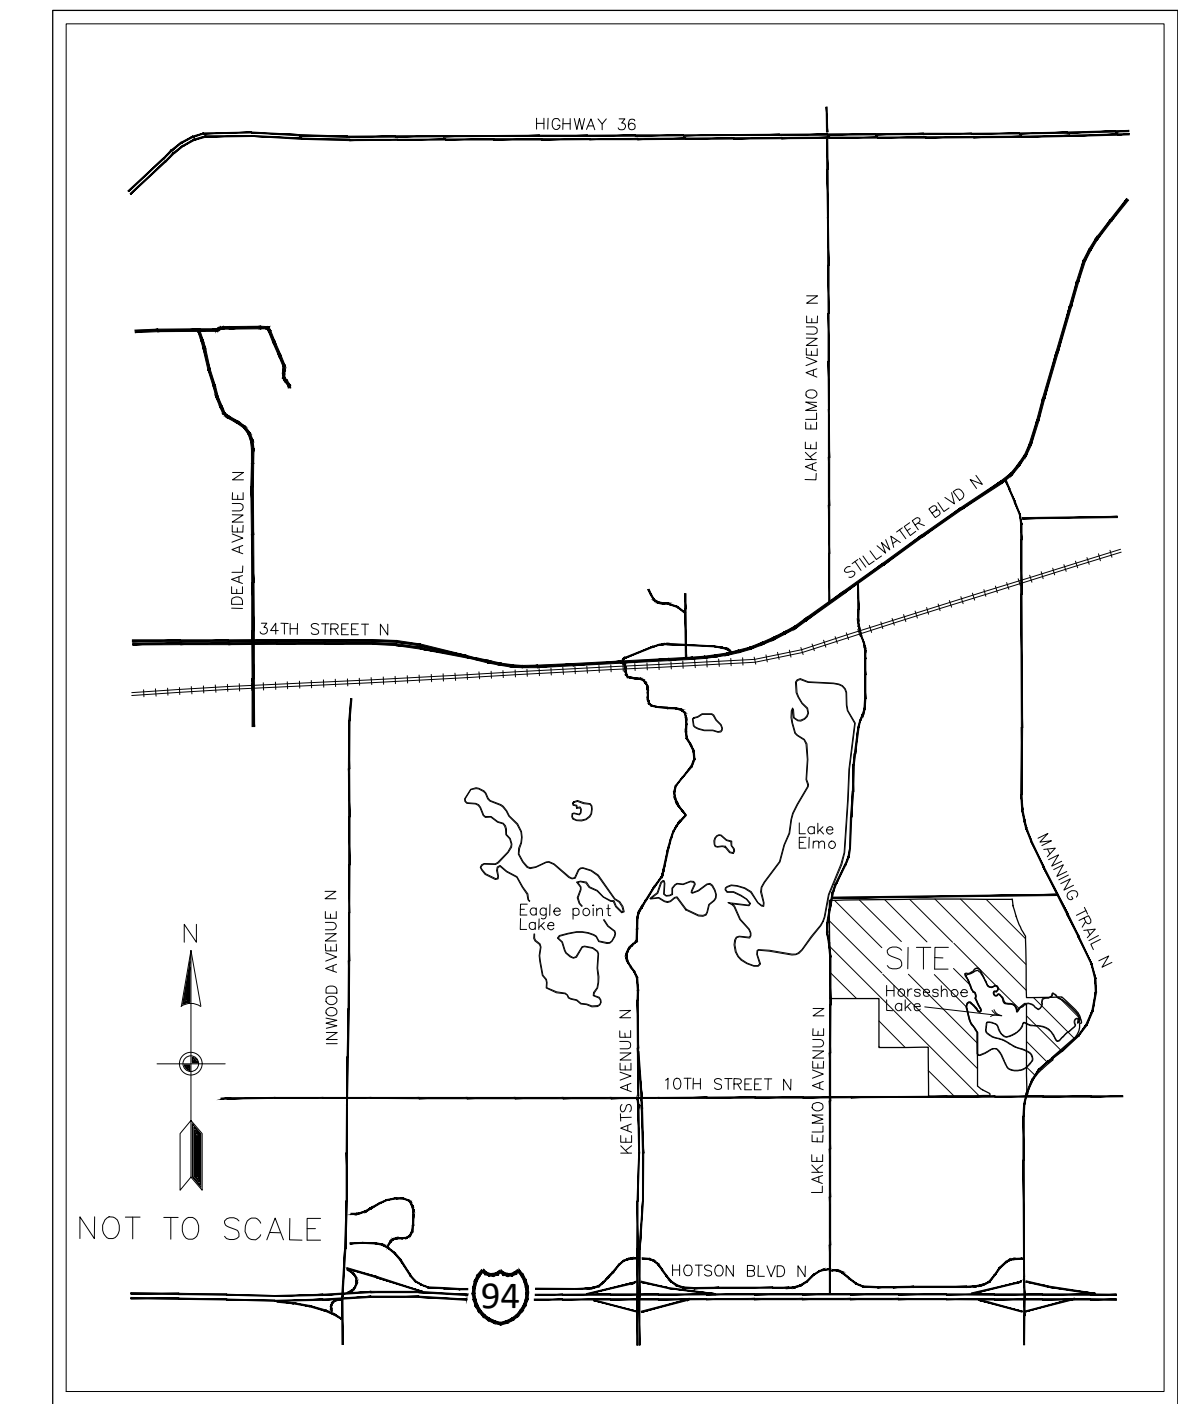 HIGHWAY 36
LAKE ELMO AVENUE N
STILLWATER BLVD N
IDEAL AVENUE N
34TH STREET N
Lake
Elmo
MANNING TRAIL N
Eagle point
Lake
INWOOD AVENUE N
N
SITE
Horseshoe
Lake
KEATS AVENUE N
LAKE ELMO AVENUE N
10TH STREET N
NOT TO SCALE
HOTSON BLVD N
94